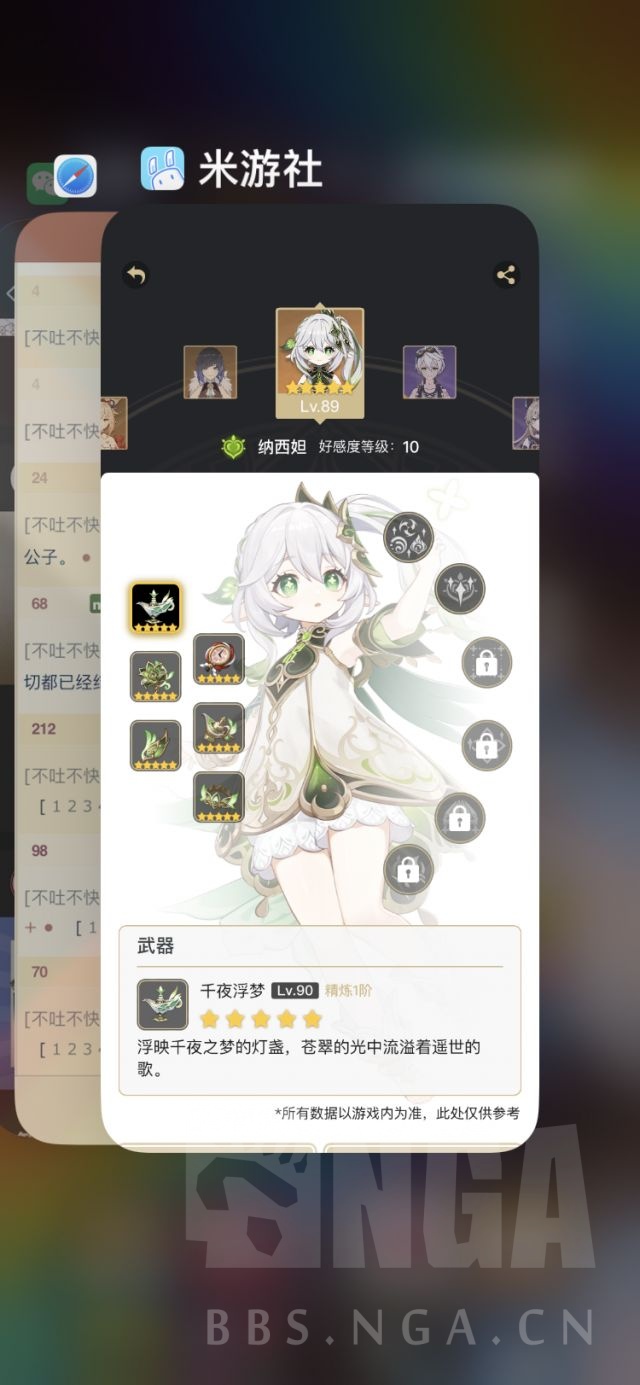 米游社
4
[不吐不快
4
[不吐不快
24
[不吐不快
公子。
68
[不吐不快
切都已经结
212
[不吐不快
[ 1 2 3 4
98
[不吐不快
+ [ 1
70
[不吐不快
[ 1 2 3 4
Lv.89
纳西妲 好感度等级：10
武器
千夜浮梦 Lv.90 精炼1阶
浮映千夜之梦的灯盏，苍翠的光中流溢着遥世的
歌。
*所有数据以游戏内为准，此处仅供参考
NGA
BBS.NGA.CN